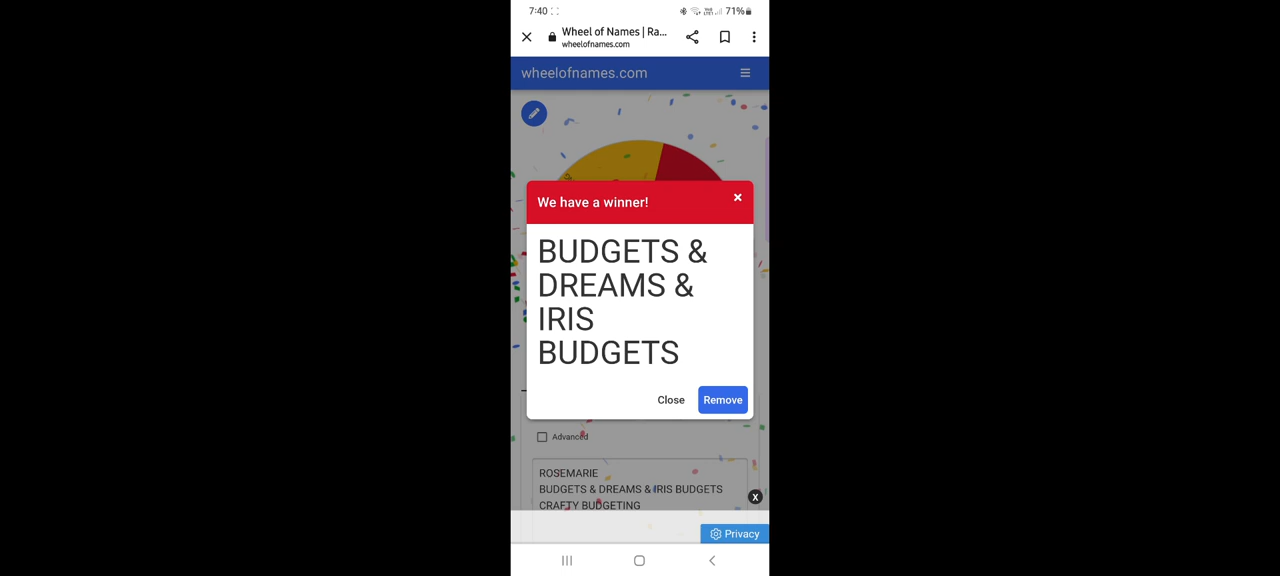 7:40
71%
Wheel of Names | Ra...
wheelofnames.com
wheelofnames.com
We have a winner!
BUDGETS &
DREAMS &
IRIS
BUDGETS
Close
Remove
Advanced
ROSEMARIE
BUDGETS & DREAMS & IRIS BUDGETS
CRAFTY BUDGETING
X
Privacy